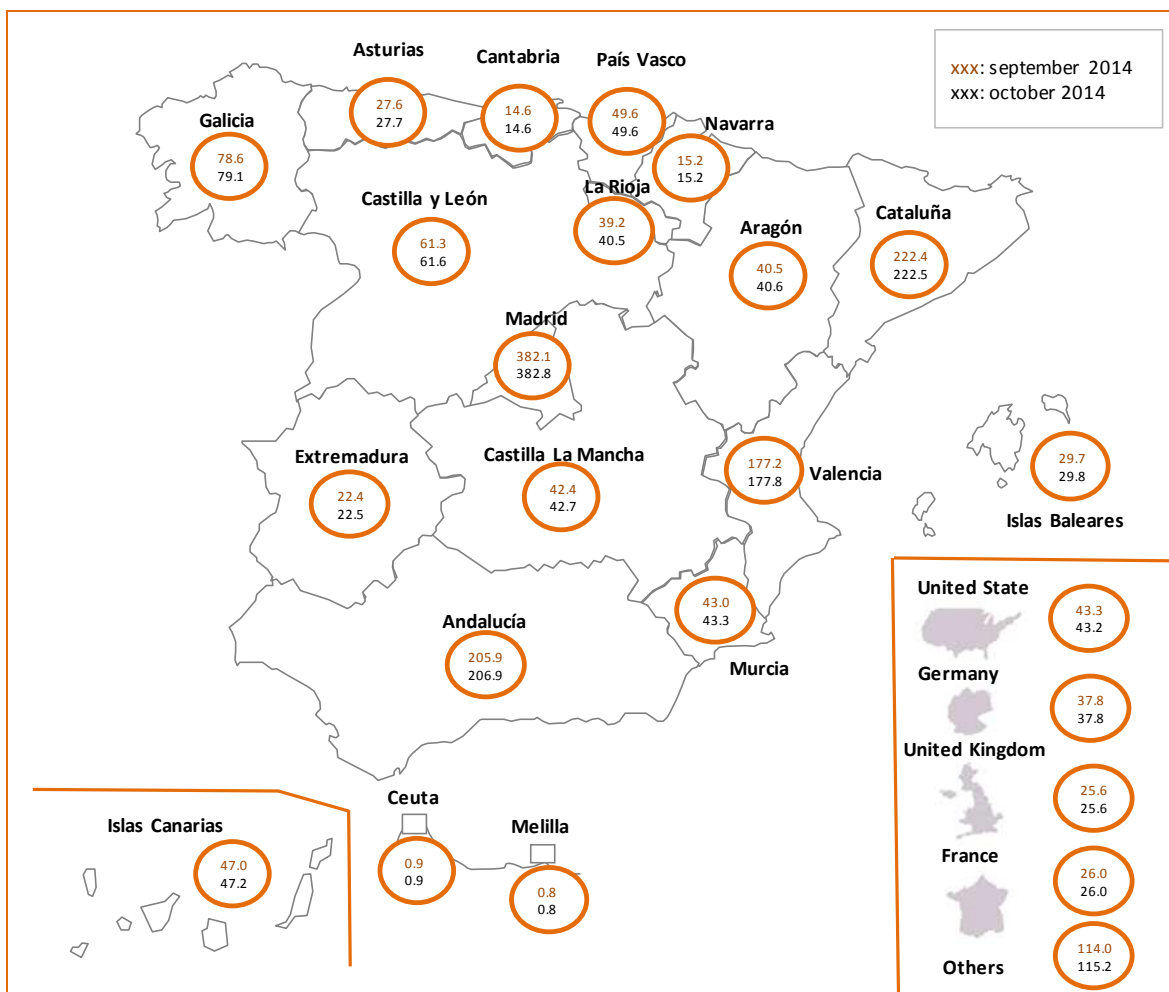 xxx: september 2014
xxx: october 2014
Asturias
27.6
27.7
Cantabria
14.6
14.6
País Vasco
49.6
49.6
Galicia
78.6
79.1
Navarra
15.2
15.2
Castilla y León
61.3
61.6
La Rioja
39.2
40.5
Aragón
40.5
40.6
Cataluña
222.4
222.5
Madrid
382.1
382.8
Extremadura
22.4
22.5
Castilla La Mancha
42.4
42.7
177.2
177.8
Valencia
29.7
29.8
Islas Baleares
Andalucía
205.9
206.9
43.0
43.3
Murcia
United State
43.3
43.2
Germany
37.8
37.8
United Kingdom
25.6
25.6
France
26.0
26.0
Others
114.0
115.2
Islas Canarias
47.0
47.2
Ceuta
0.9
0.9
Melilla
0.8
0.8